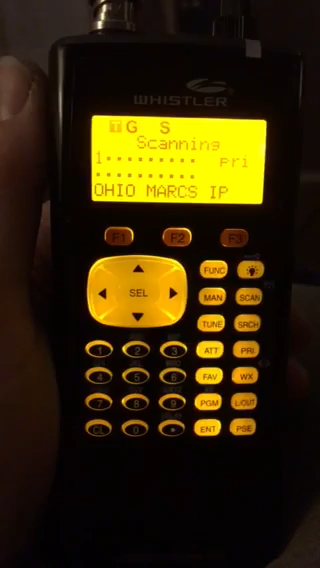 WHISTLER
T G S
Scanning
1 pri
OHIO MARCS IP
F1 F2 F3
FUNC
SEL
MAN SCAN
TUNE SRCH
1 2 3 ATT PRI
4 5 6 FAV WX
7 8 9 PGM L/OUT
CL 0 • ENT PSE